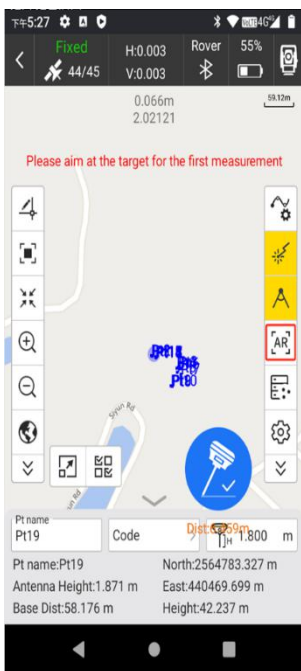 下午5:27
Fixed
44/45
H:0.003
V:0.003
Rover
55%
0.066m
2.02121
59.12m
Please aim at the target for the first measurement
AR
Siyun Rd
Pt name
Pt19
Code
H 1.800 m
Pt name:Pt19
North:2564783.327 m
Antenna Height:1.871 m
East:440469.699 m
Base Dist:58.176 m
Height:42.237 m